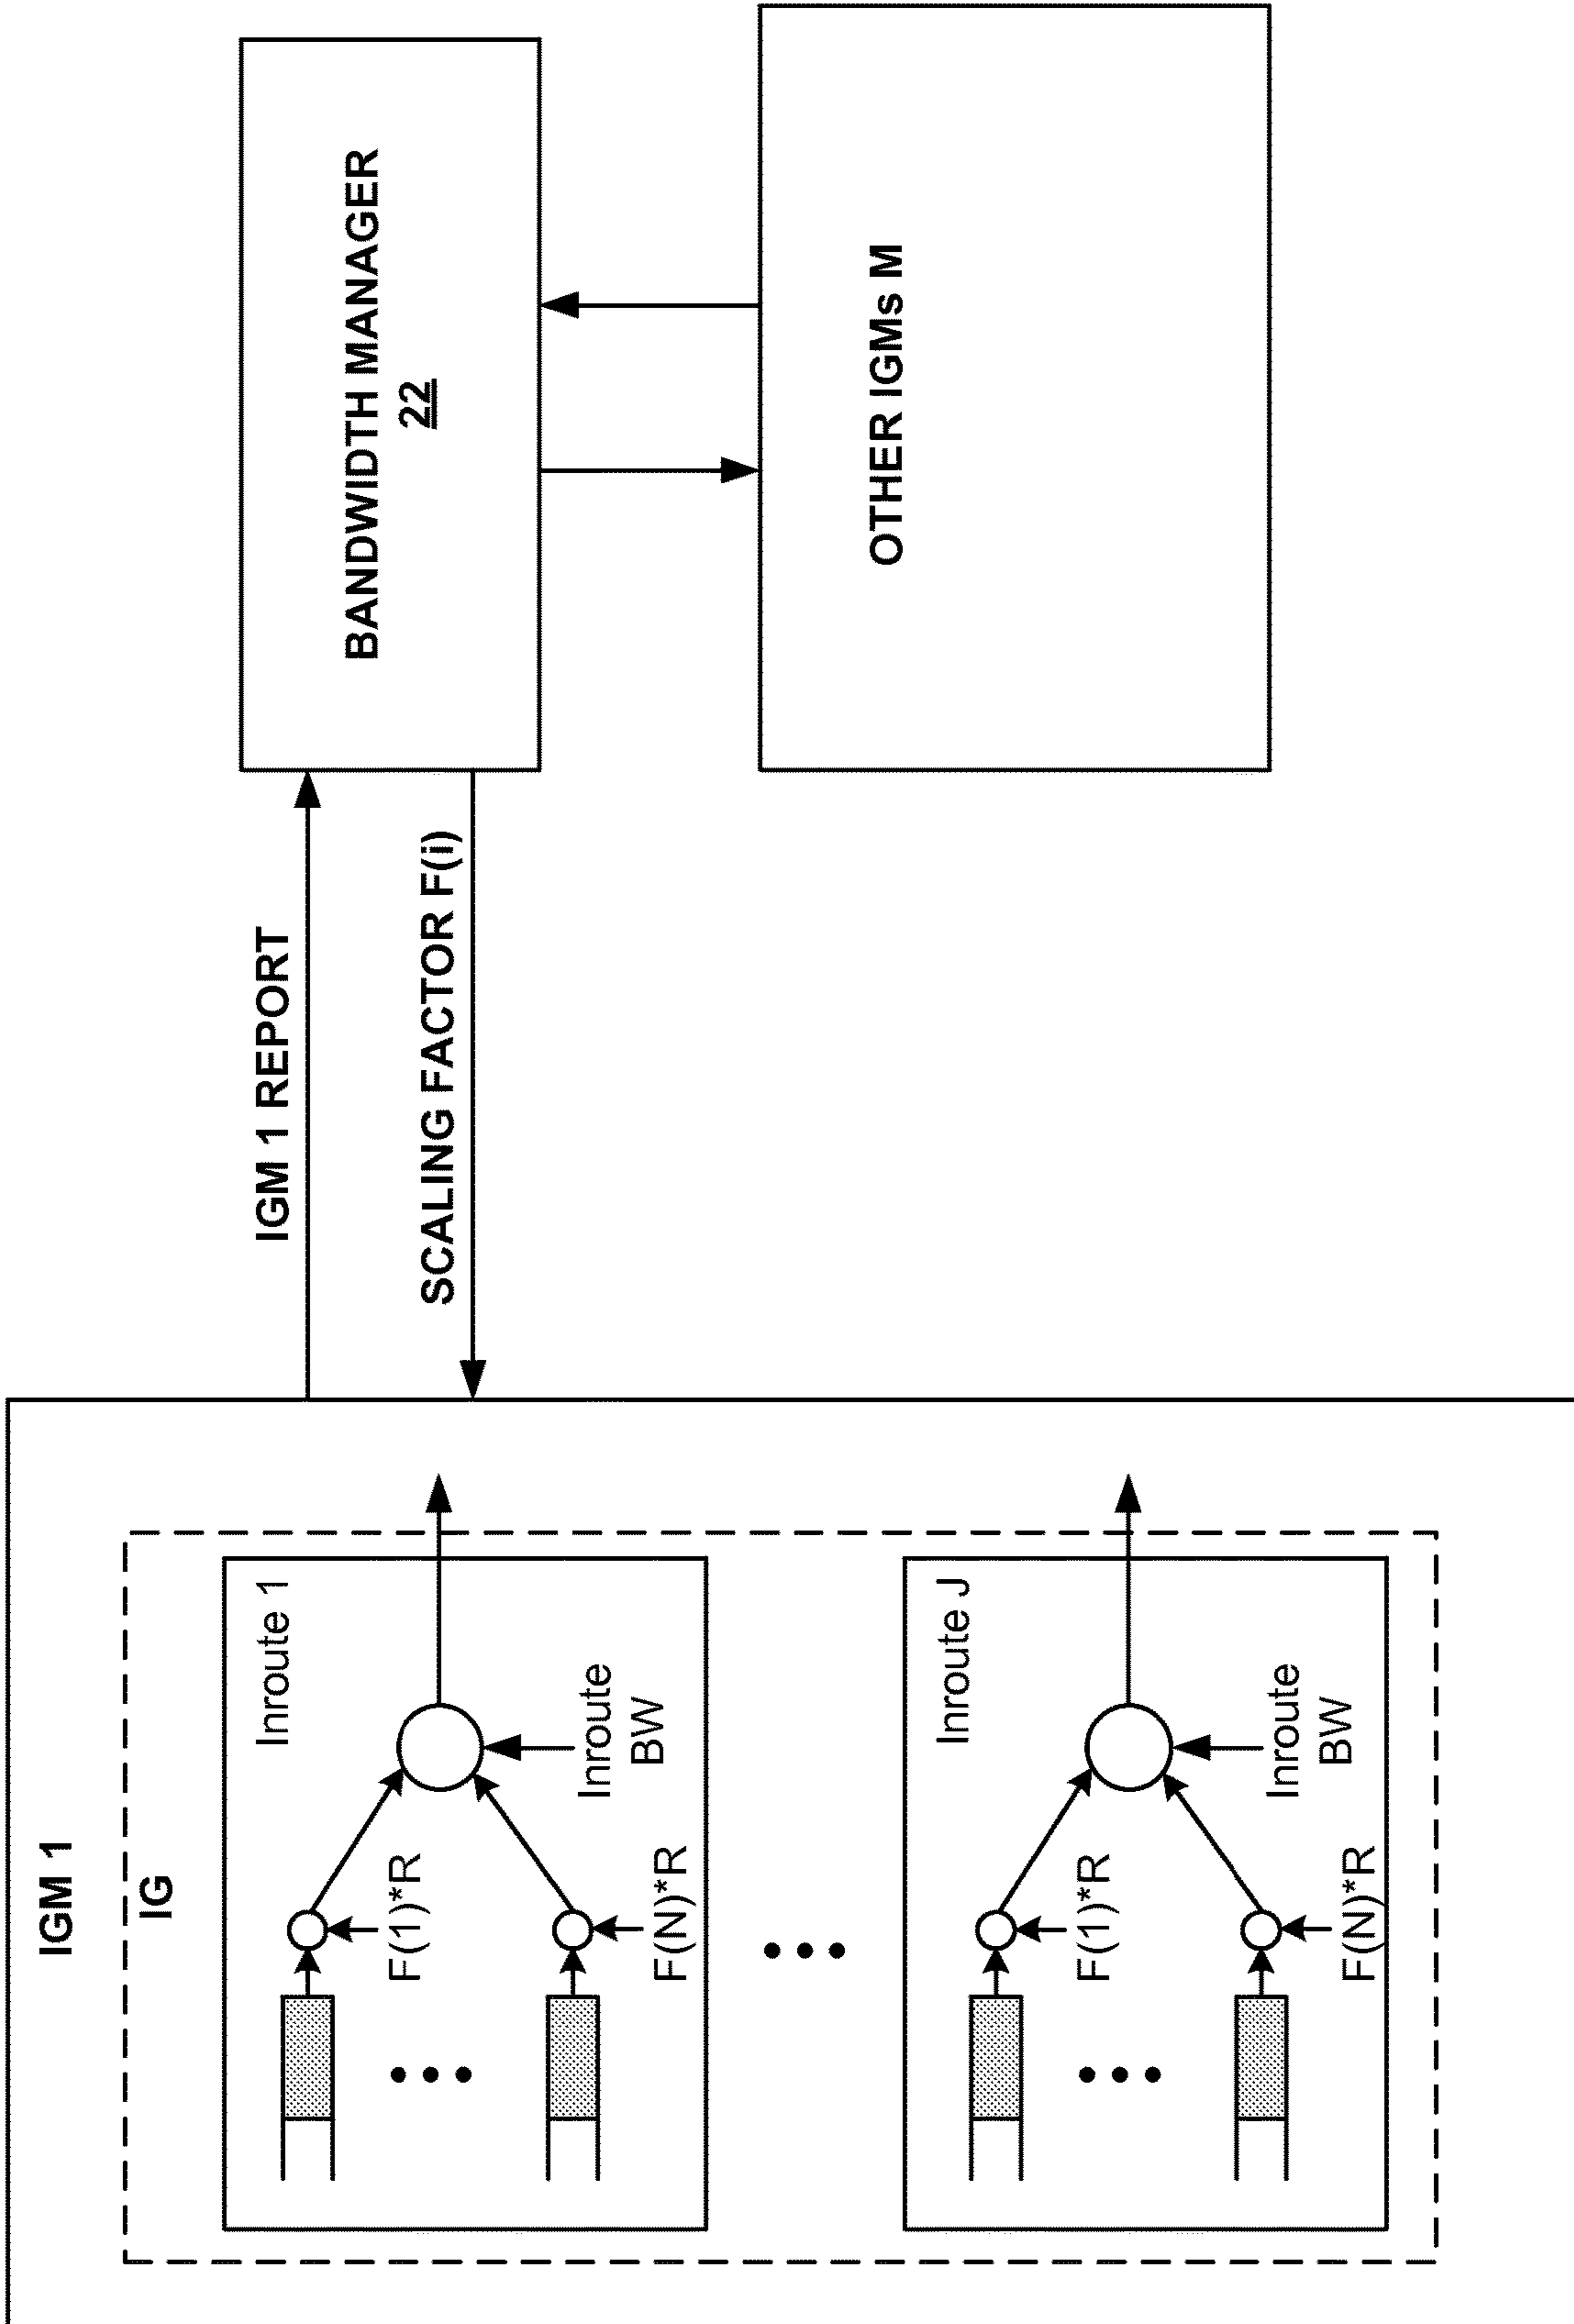 IGM 1
IG
Inroute 1
F(1)*R
F(N)*R
Inroute
BW
Inroute J
F(1)*R
F(N)*R
Inroute
BW
IGM 1 REPORT
SCALING FACTOR F(i)
BANDWIDTH MANAGER
22
OTHER IGMs M